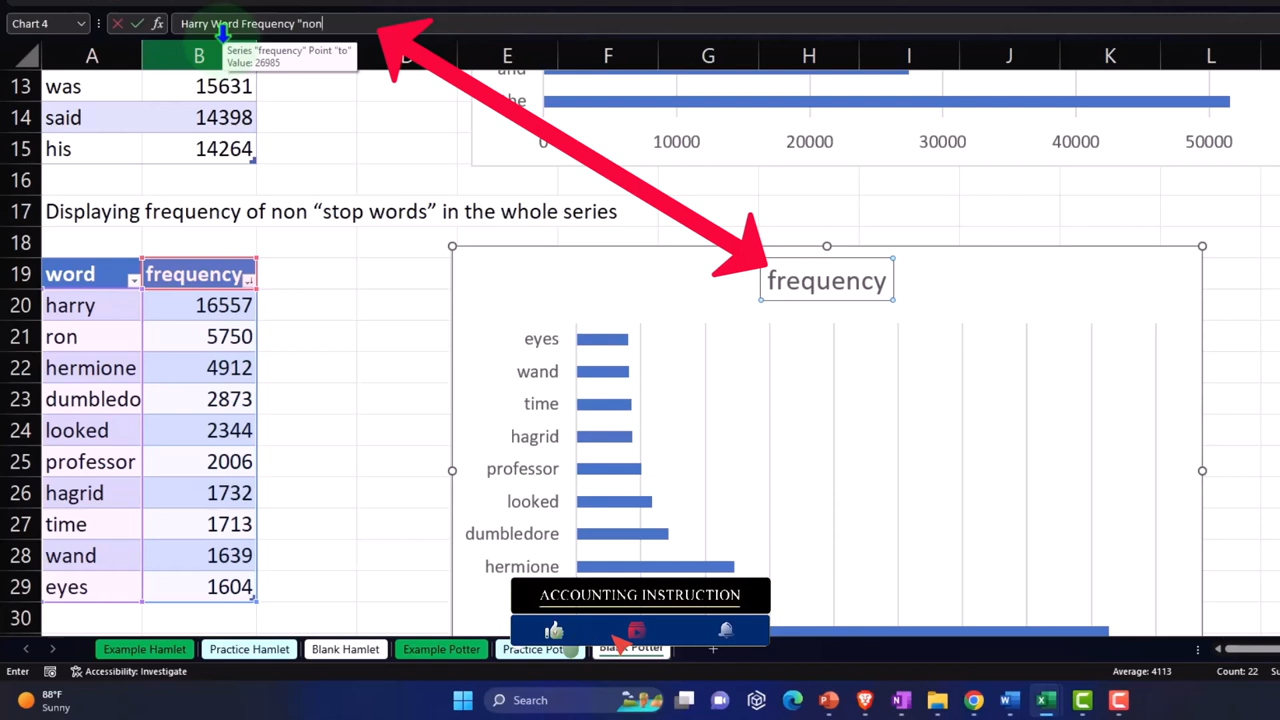 Chart 4
fx
Harry Word Frequency "non
Series "frequency" Point "to"
Value: 26985
A B E F G H I J K L
13 was 15631
14 said 14398
15 his 14264
16
17 Displaying frequency of non “stop words” in the whole series
18
19 word frequency
20 harry 16557
21 ron 5750
22 hermione 4912
23 dumbledo 2873
24 looked 2344
25 professor 2006
26 hagrid 1732
27 time 1713
28 wand 1639
29 eyes 1604
30
0 10000 20000 30000 40000 50000
frequency
eyes
wand
time
hagrid
professor
looked
dumbledore
hermione
ACCOUNTING INSTRUCTION
Example Hamlet Practice Hamlet Blank Hamlet Example Potter Practice Blank Potter
Enter Accessibility: Investigate Average: 4113 Count: 22
88°F
Sunny
Search